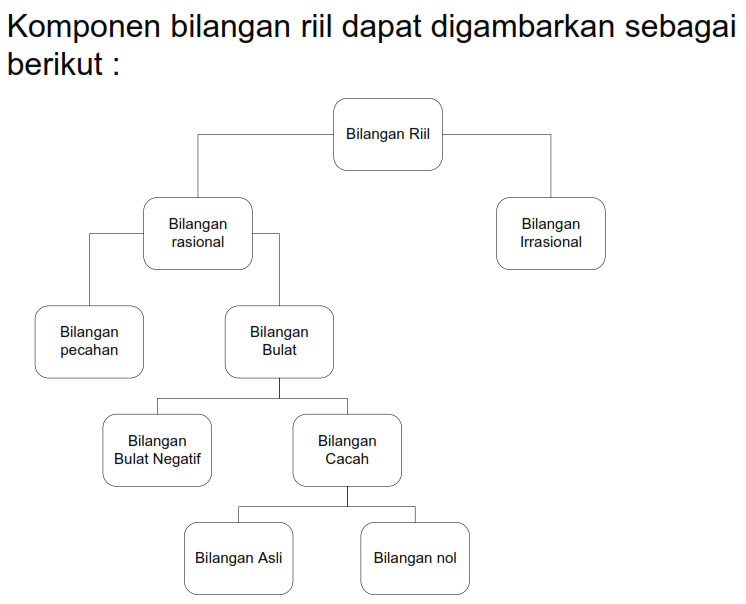 Komponen bilangan riil dapat digambarkan sebagai
berikut :
Bilangan Riil
Bilangan
rasional
Bilangan
Irrasional
Bilangan
pecahan
Bilangan
Bulat
Bilangan
Bulat Negatif
Bilangan
Cacah
Bilangan Asli
Bilangan nol